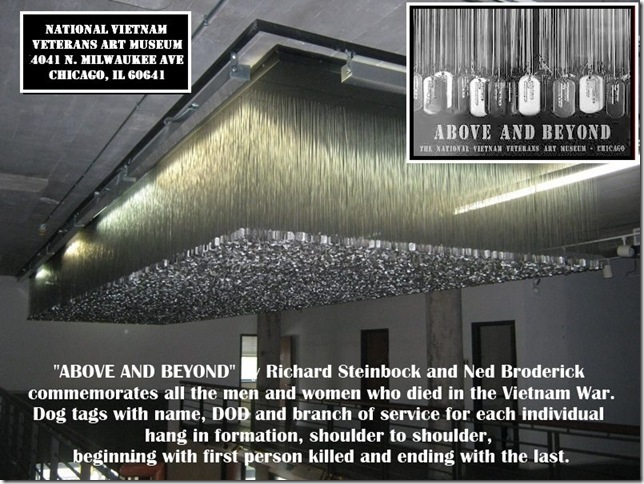 NATIONAL VIETNAM
VETERANS ART MUSEUM
4041 N. MILWAUKEE AVE
CHICAGO, IL 60641
ABOVE AND BEYOND
THE NATIONAL VIETNAM VETERANS ART MUSEUM - CHICAGO
"ABOVE AND BEYOND" Richard Steinbock and Ned Broderick
commemorates all the men and women who died in the Vietnam War.
Dog tags with name, DOD and branch of service for each individual
hang in formation, shoulder to shoulder,
beginning with first person killed and ending with the last.